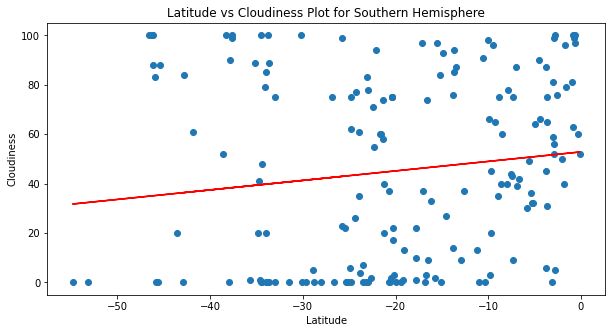 Latitude vs Cloudiness Plot for Southern Hemisphere
Cloudiness
100
80
60
40
20
0
−50 −40 −30 −20 −10 0
Latitude